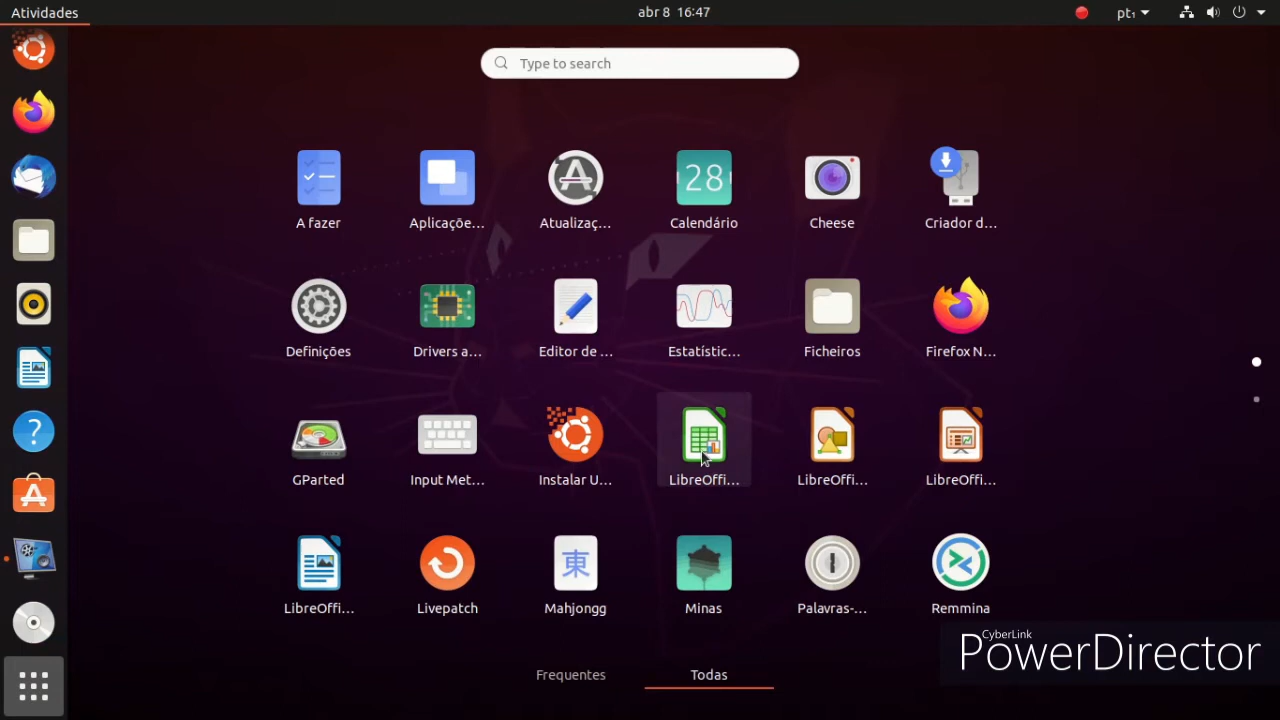 Atividades
abr 8 16:47
pt₁
Type to search
A fazer
Aplicaçõe...
Atualizaç...
28
Calendário
Cheese
Criador d...
Definições
Drivers a...
Editor de ...
Estatístic...
Ficheiros
Firefox N...
GParted
Input Met...
Instalar U...
LibreOffi...
LibreOffi...
LibreOffi...
LibreOffi...
Livepatch
東
Mahjongg
Minas
Palavras-...
Remmina
CyberLink
PowerDirector
Frequentes
Todas